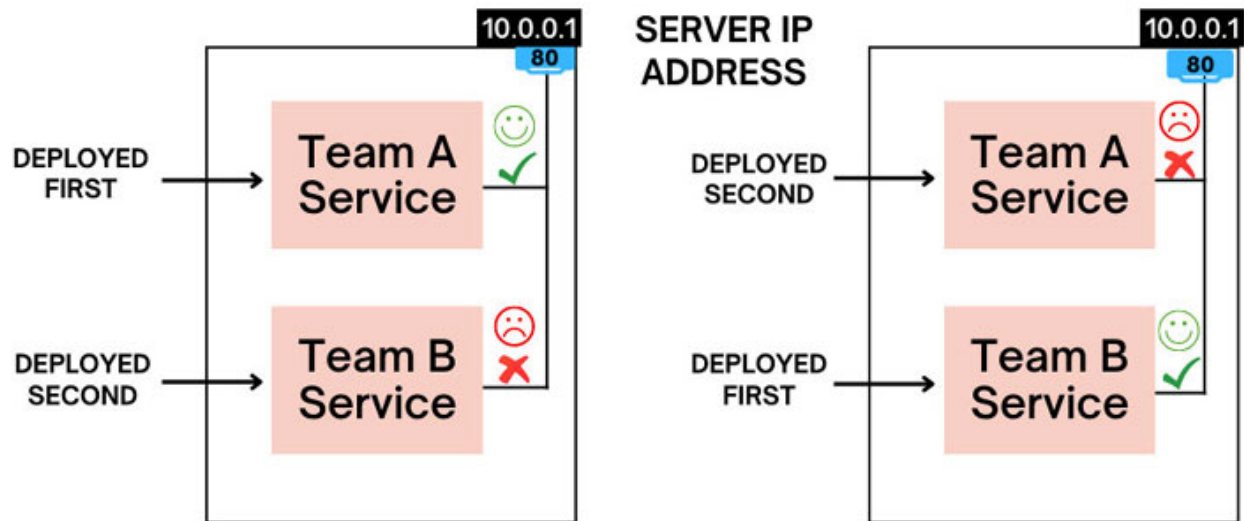 10.0.0.1
80
DEPLOYED
FIRST
Team A
Service
DEPLOYED
SECOND
Team B
Service
SERVER IP
ADDRESS
10.0.0.1
80
DEPLOYED
SECOND
Team A
Service
DEPLOYED
FIRST
Team B
Service